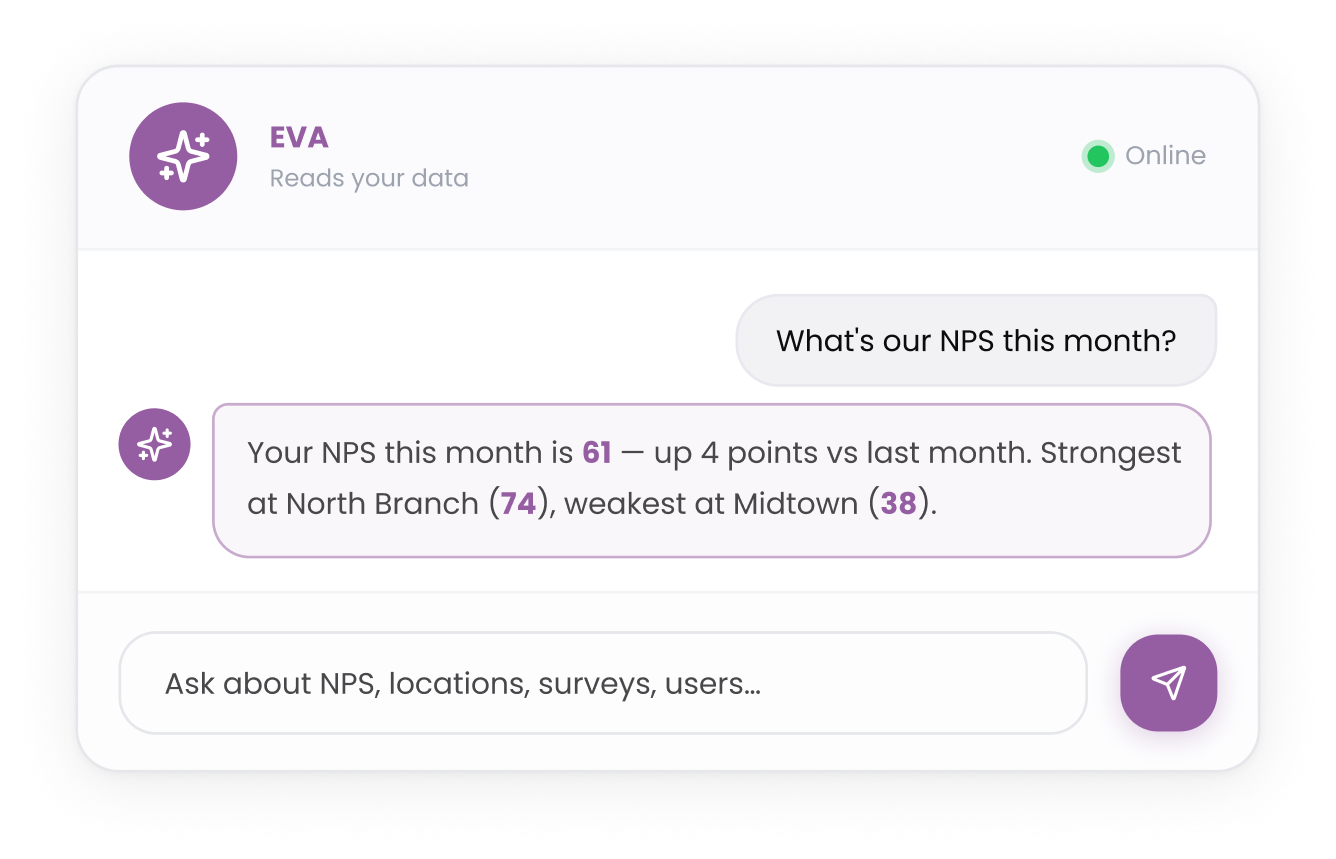 EVA
Reads your data
Online
What's our NPS this month?
Your NPS this month is 61 — up 4 points vs last month. Strongest
at North Branch (74), weakest at Midtown (38).
Ask about NPS, locations, surveys, users...